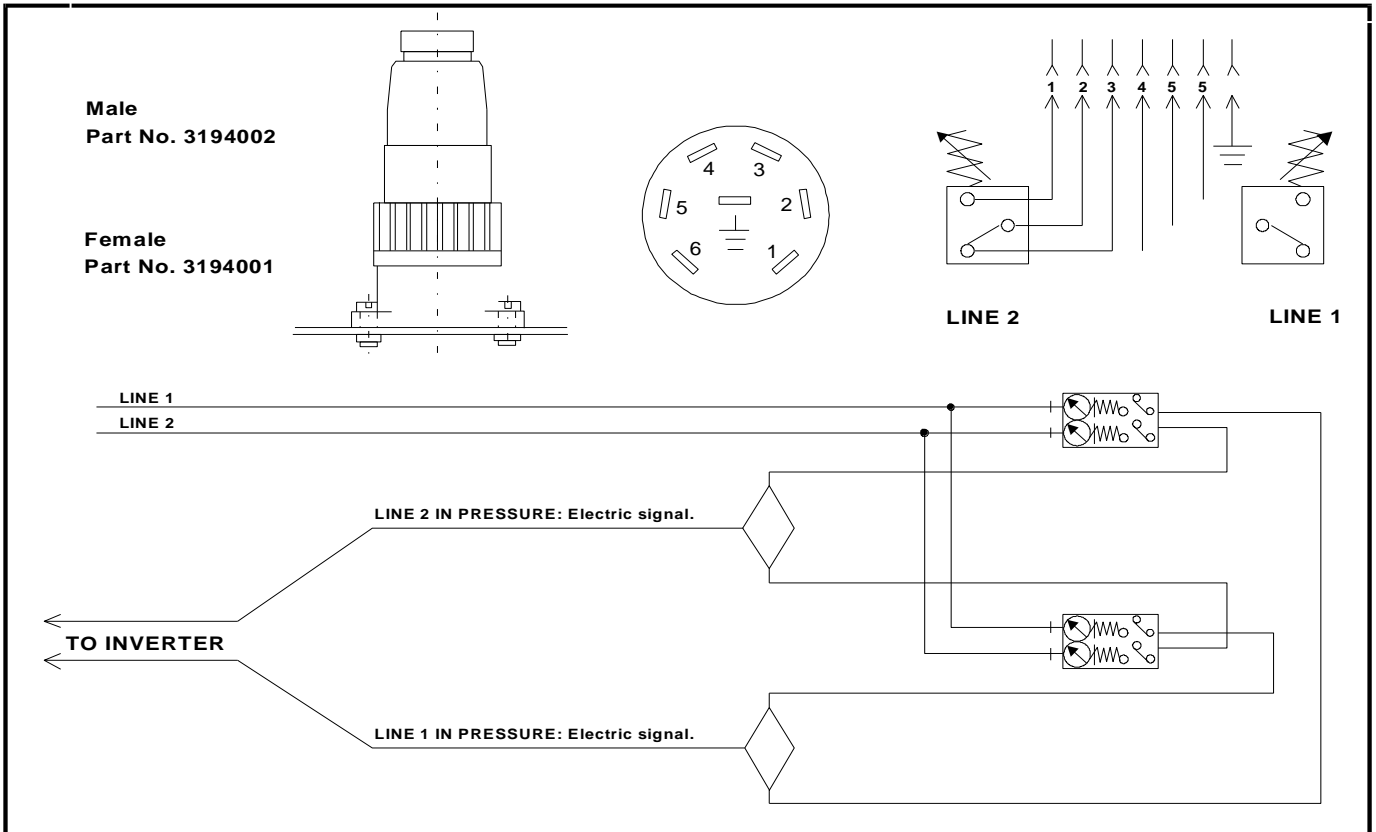 Male
Part No. 3194002
Female
Part No. 3194001
4 3
5 2
6 1
1 2 3 4 5 5
LINE 2
LINE 1
LINE 1
LINE 2
LINE 2 IN PRESSURE: Electric signal.
TO INVERTER
LINE 1 IN PRESSURE: Electric signal.